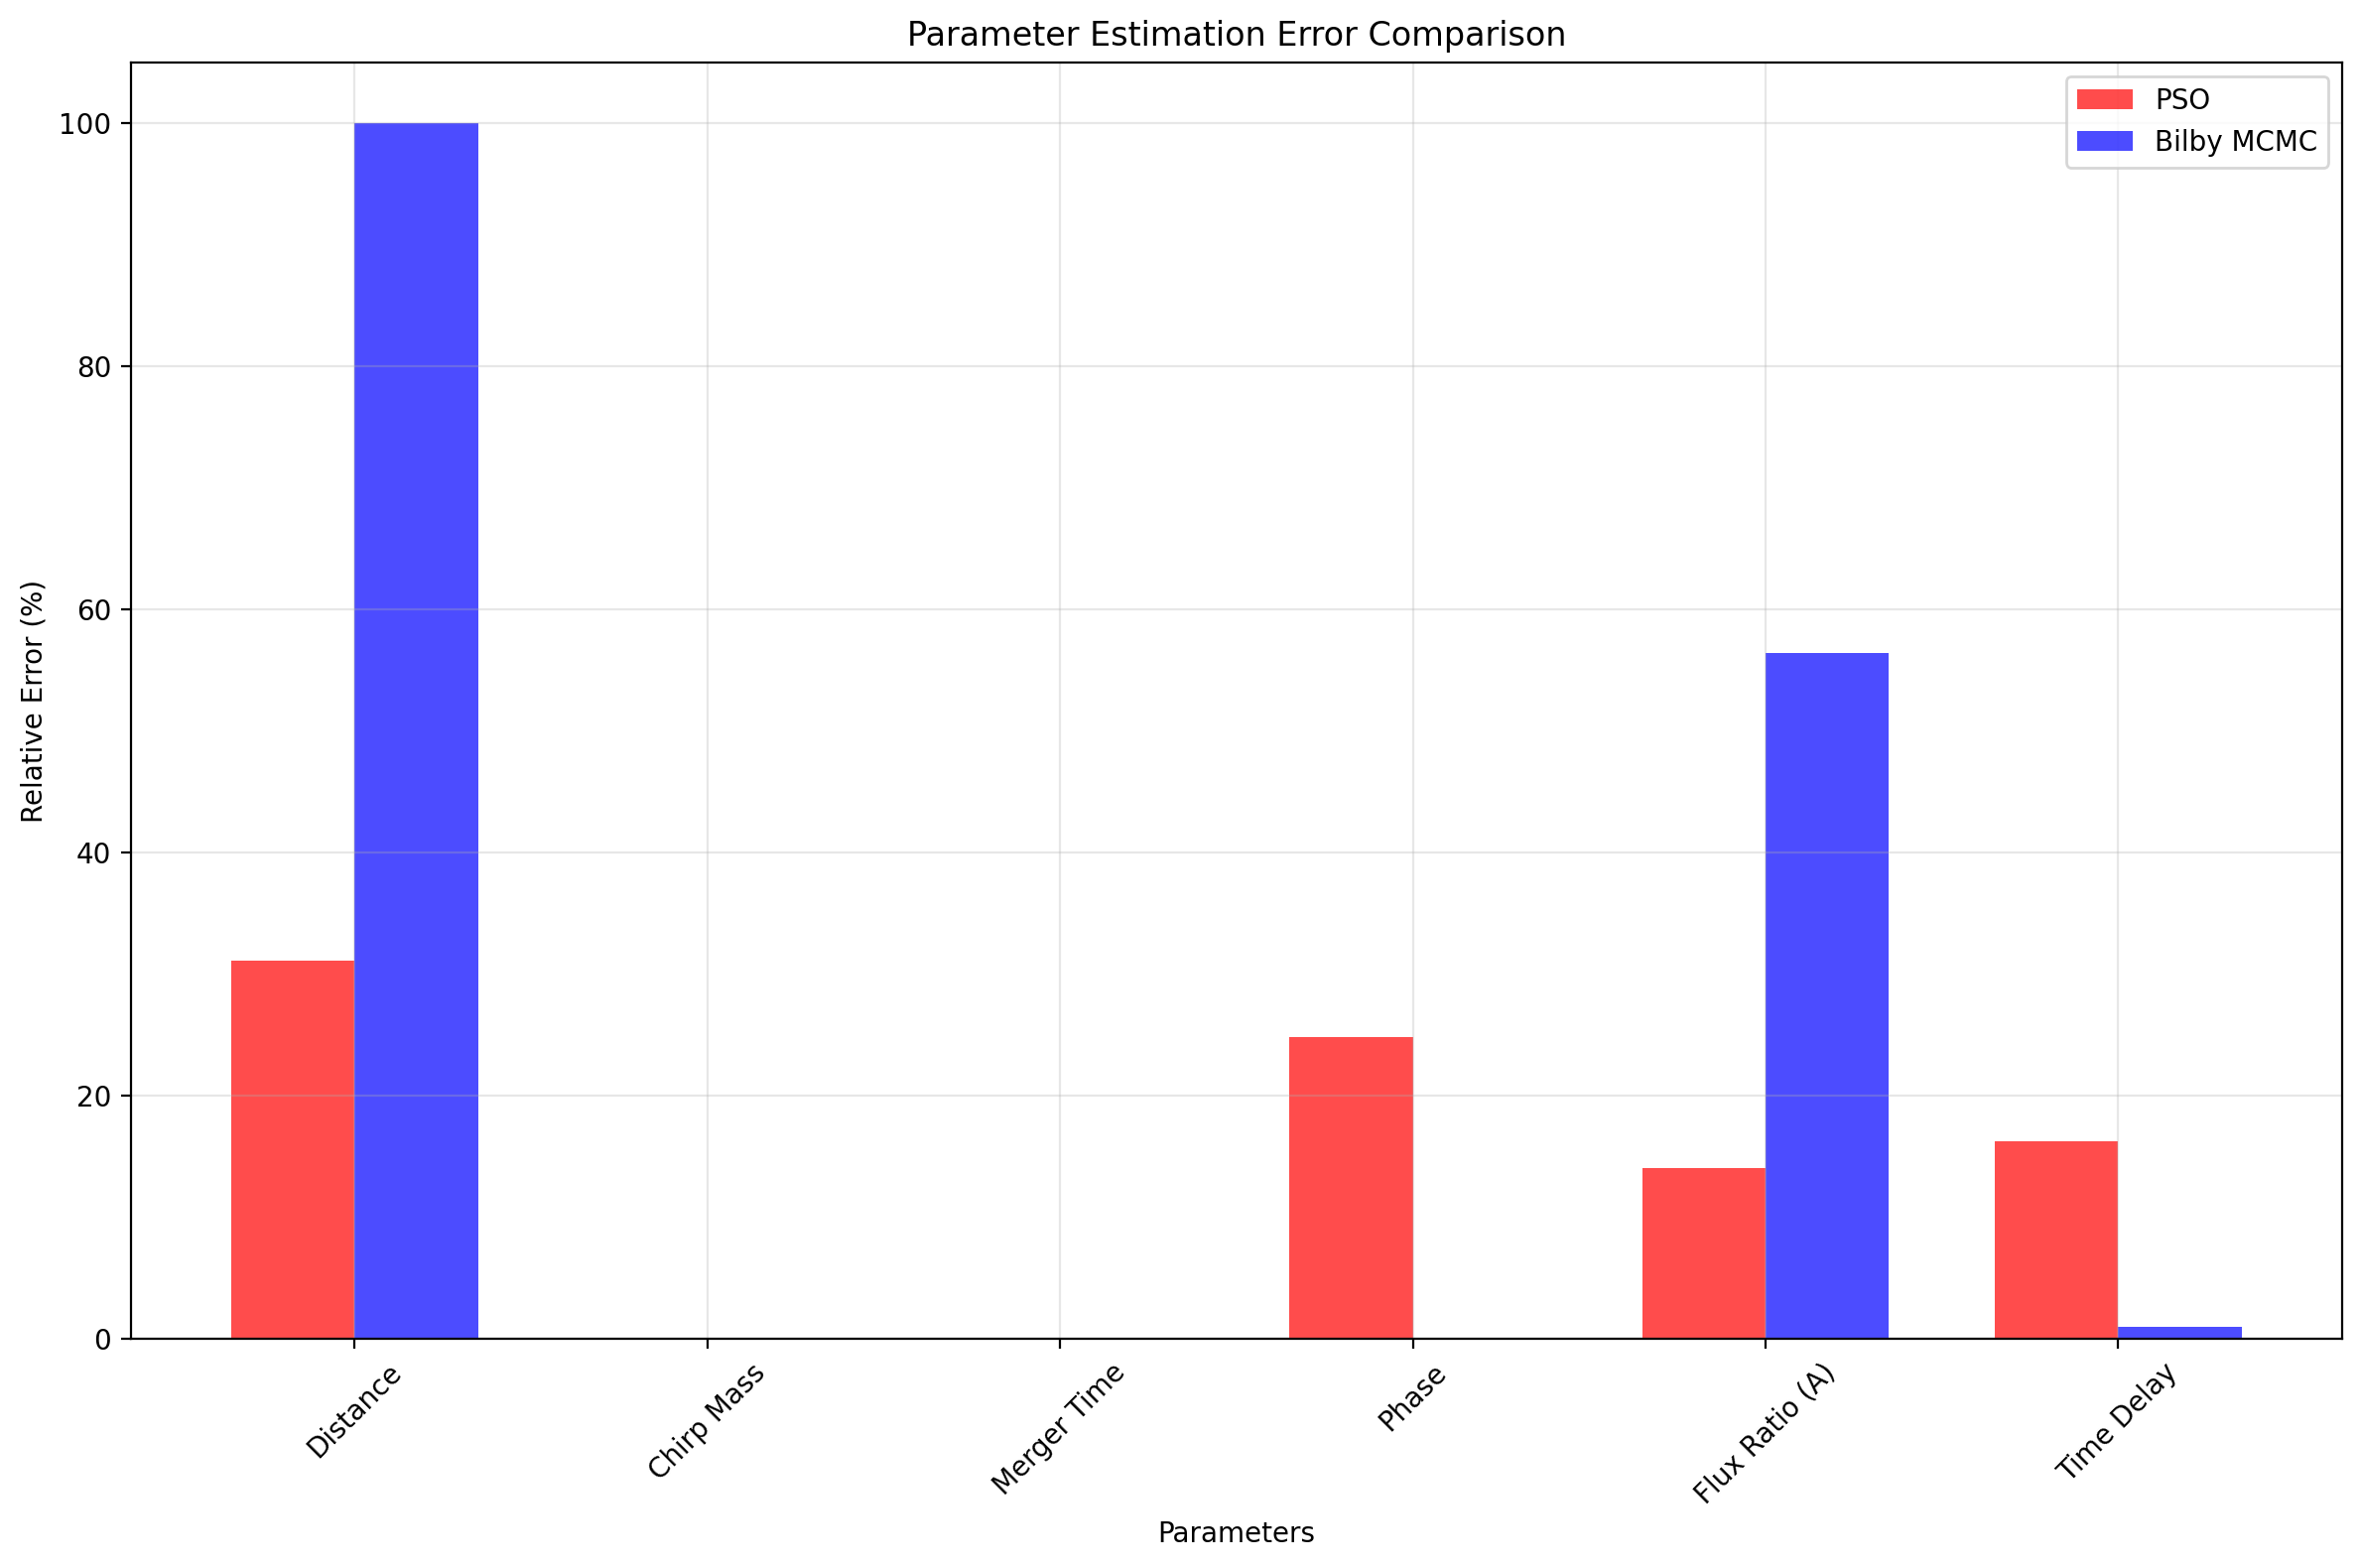 Parameter Estimation Error Comparison
PSO
Bilby MCMC
Relative Error (%)
100
80
60
40
20
0
Distance
Chirp Mass
Merger Time
Phase
Flux Ratio (A)
Time Delay
Parameters